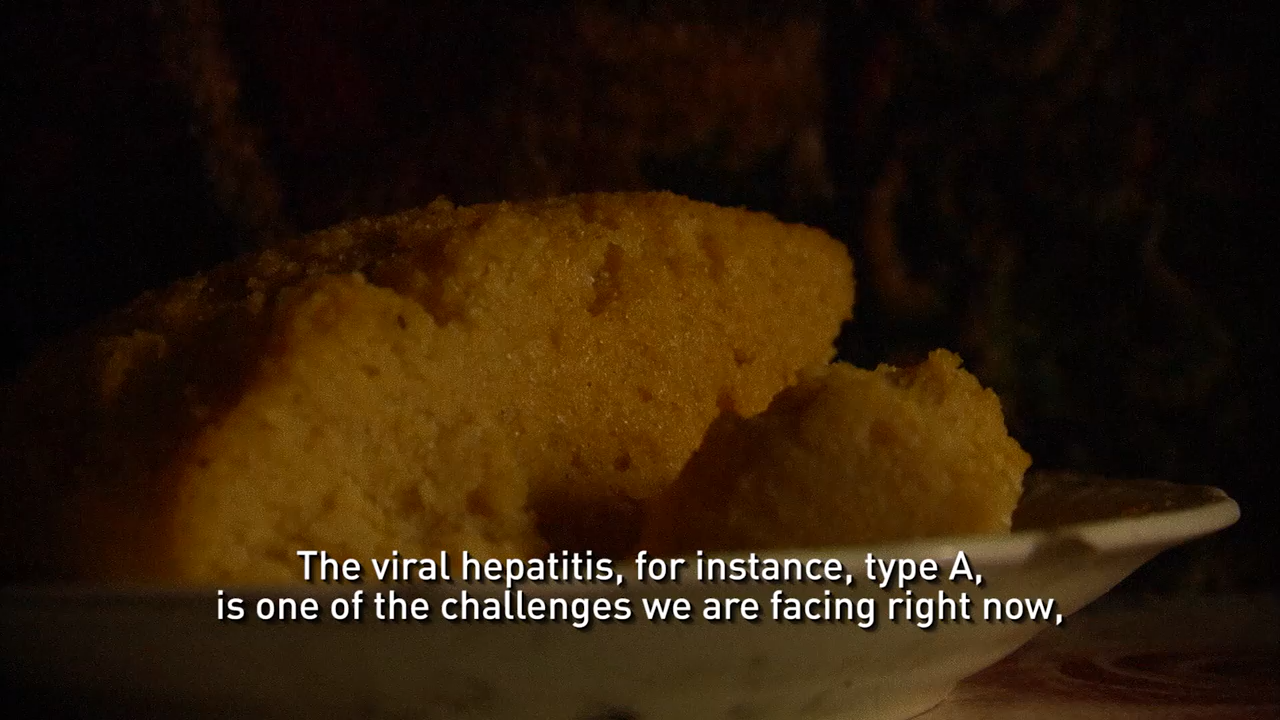 The viral hepatitis, for instance, type A,
is one of the challenges we are facing right now,